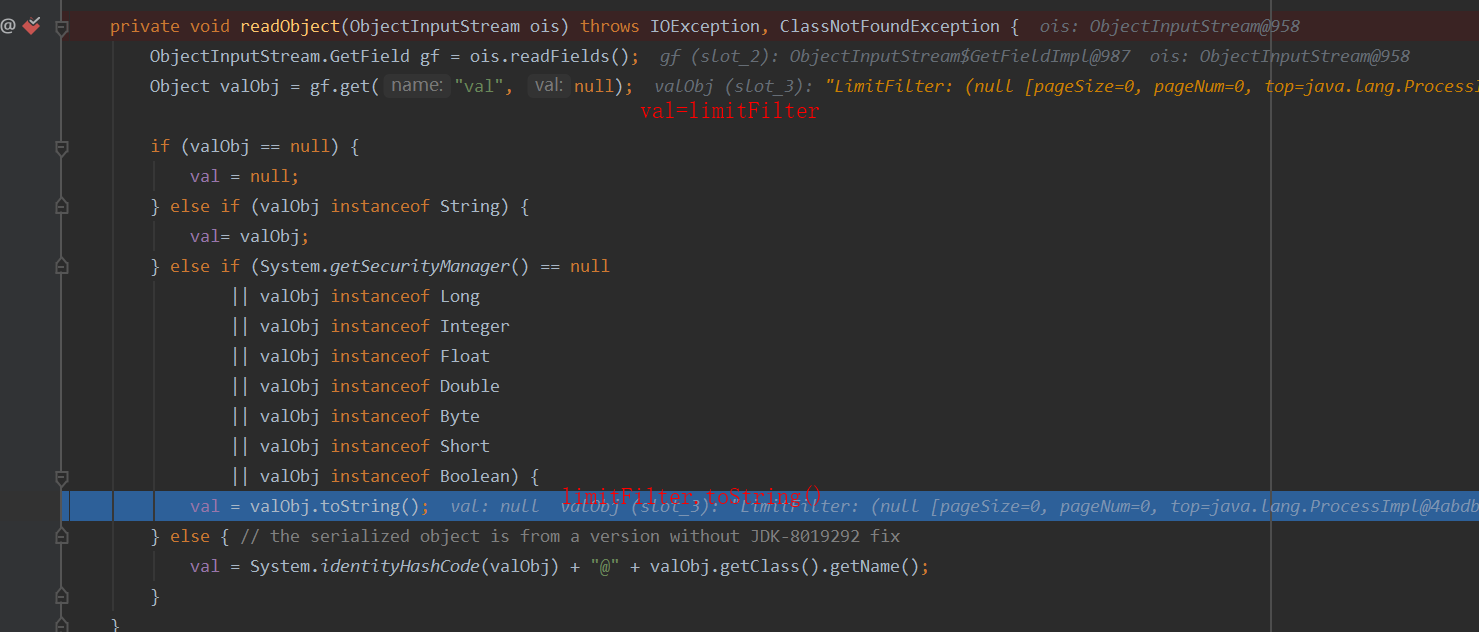 @ private void readObject(ObjectInputStream ois) throws IOException, ClassNotFoundException { ois: ObjectInputStream@958
ObjectInputStream.GetField gf = ois.readFields(); gf (slot_2): ObjectInputStream$GetFieldImpl@987 ois: ObjectInputStream@958
Object valObj = gf.get( name: "val", val: null); valObj (slot_3): "LimitFilter: (null [pageSize=0, pageNum=0, top=java.lang.ProcessI
val=limitFilter
if (valObj == null) {
val = null;
} else if (valObj instanceof String) {
val= valObj;
} else if (System.getSecurityManager() == null
|| valObj instanceof Long
|| valObj instanceof Integer
|| valObj instanceof Float
|| valObj instanceof Double
|| valObj instanceof Byte
|| valObj instanceof Short
|| valObj instanceof Boolean) {
limitFilter.toString()
val = valObj.toString(); val: null valObj (slot_3): "LimitFilter: (null [pageSize=0, pageNum=0, top=java.lang.ProcessImpl@4abdb
} else { // the serialized object is from a version without JDK-8019292 fix
val = System.identityHashCode(valObj) + "@" + valObj.getClass().getName();
}
}